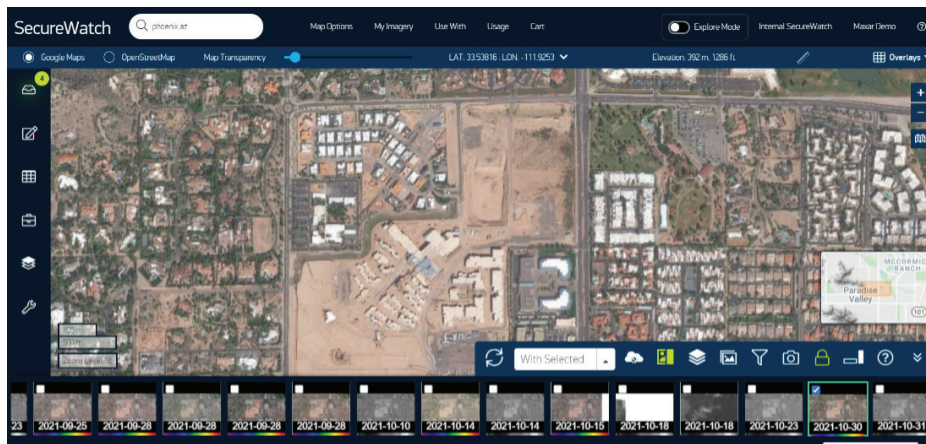 SecureWatch
phoenix az
Map Options
My Imagery
Use With
Usage
Cart
Explore Mode
Internal SecureWatch
Maxar Demo
Google Maps
OpenStreetMap
Map Transparency
LAT. 33.53816 , LON. -111.9253
Elevation: 392 m, 1286 ft.
Overlays
4
MCCORMIC
RANCH
Paradise
Valley
101
With Selected
23
2021-09-25
2021-09-28
2021-09-28
2021-09-28
2021-09-28
2021-10-10
2021-10-14
2021-10-14
2021-10-15
2021-10-18
2021-10-18
2021-10-23
2021-10-30
2021-10-31